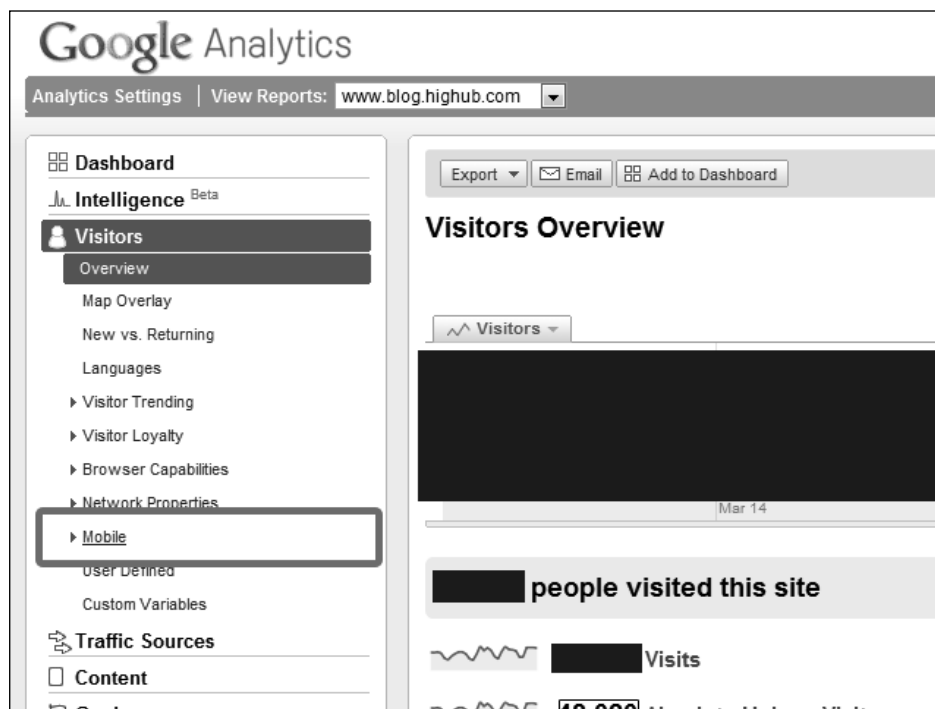 Google Analytics
Analytics Settings | View Reports: www.blog.highub.com
Dashboard
Intelligence Beta
Visitors
Overview
Map Overlay
New vs. Returning
Languages
Visitor Trending
Visitor Loyalty
Browser Capabilities
Network Properties
Mobile
User Defined
Custom Variables
Traffic Sources
Content
Export
Email
Add to Dashboard
Visitors Overview
Visitors
Mar 14
people visited this site
Visits